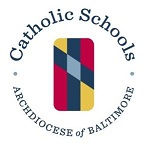 Catholic Schools
ARCHDIOCESE of BALTIMORE